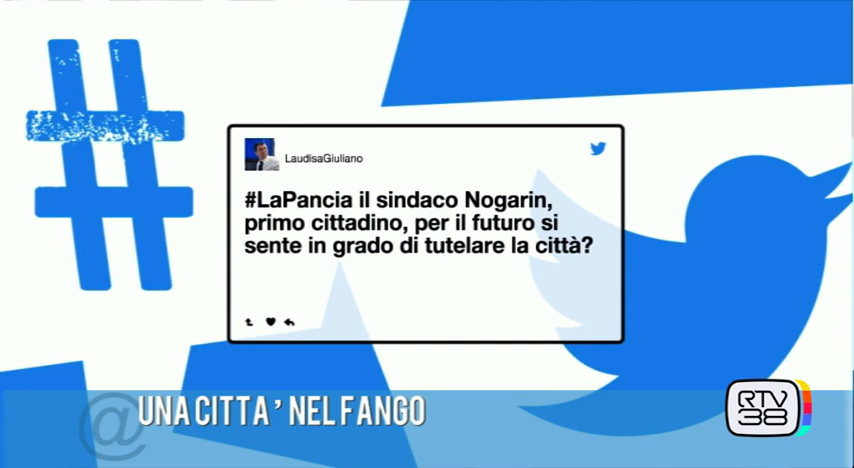 #
LaudisaGiuliano
#LaPancia il sindaco Nogarin,
primo cittadino, per il futuro si
sente in grado di tutelare la città?
@
UNA CITTA' NEL FANGO
RTV
38